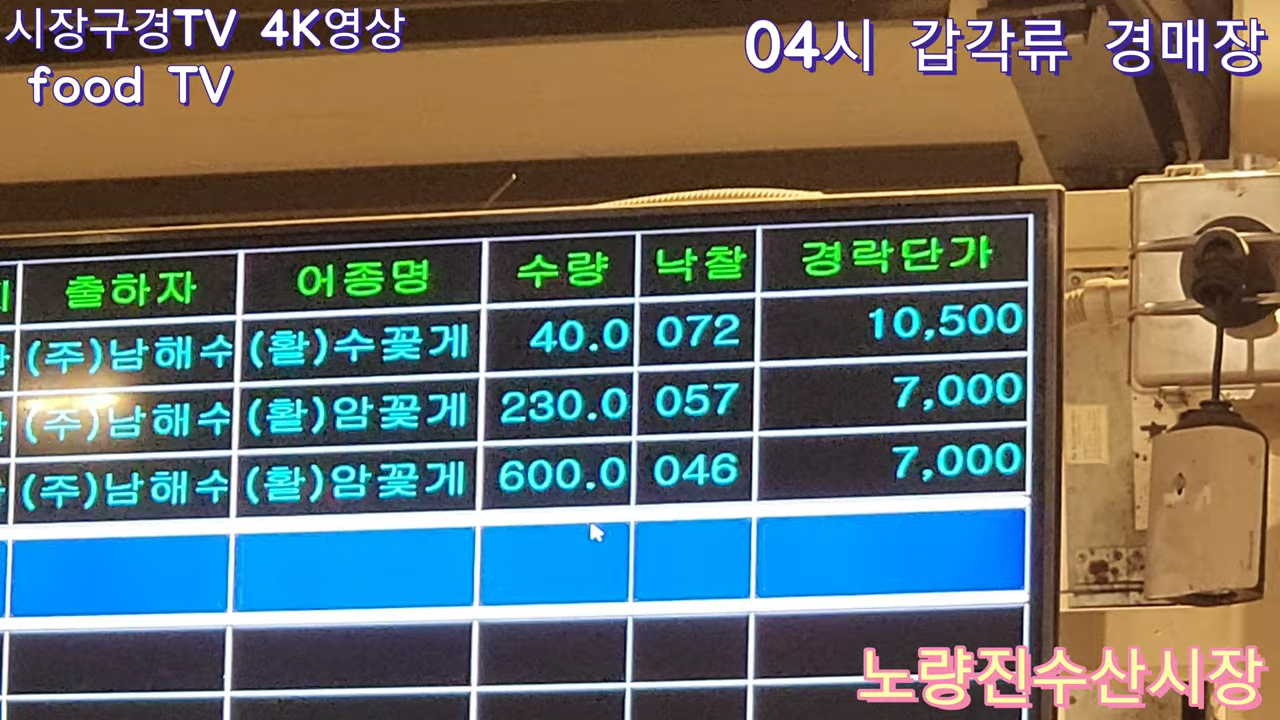 시장구경TV 4K영상
food TV
04시 갑각류 경매장
출하자 어종명 수량 낙찰 경락단가
(주)남해수 (활)수꽃게 40.0 072 10,500
(주)남해수 (활)암꽃게 230.0 057 7,000
(주)남해수 (활)암꽃게 600.0 046 7,000
노량진수산시장